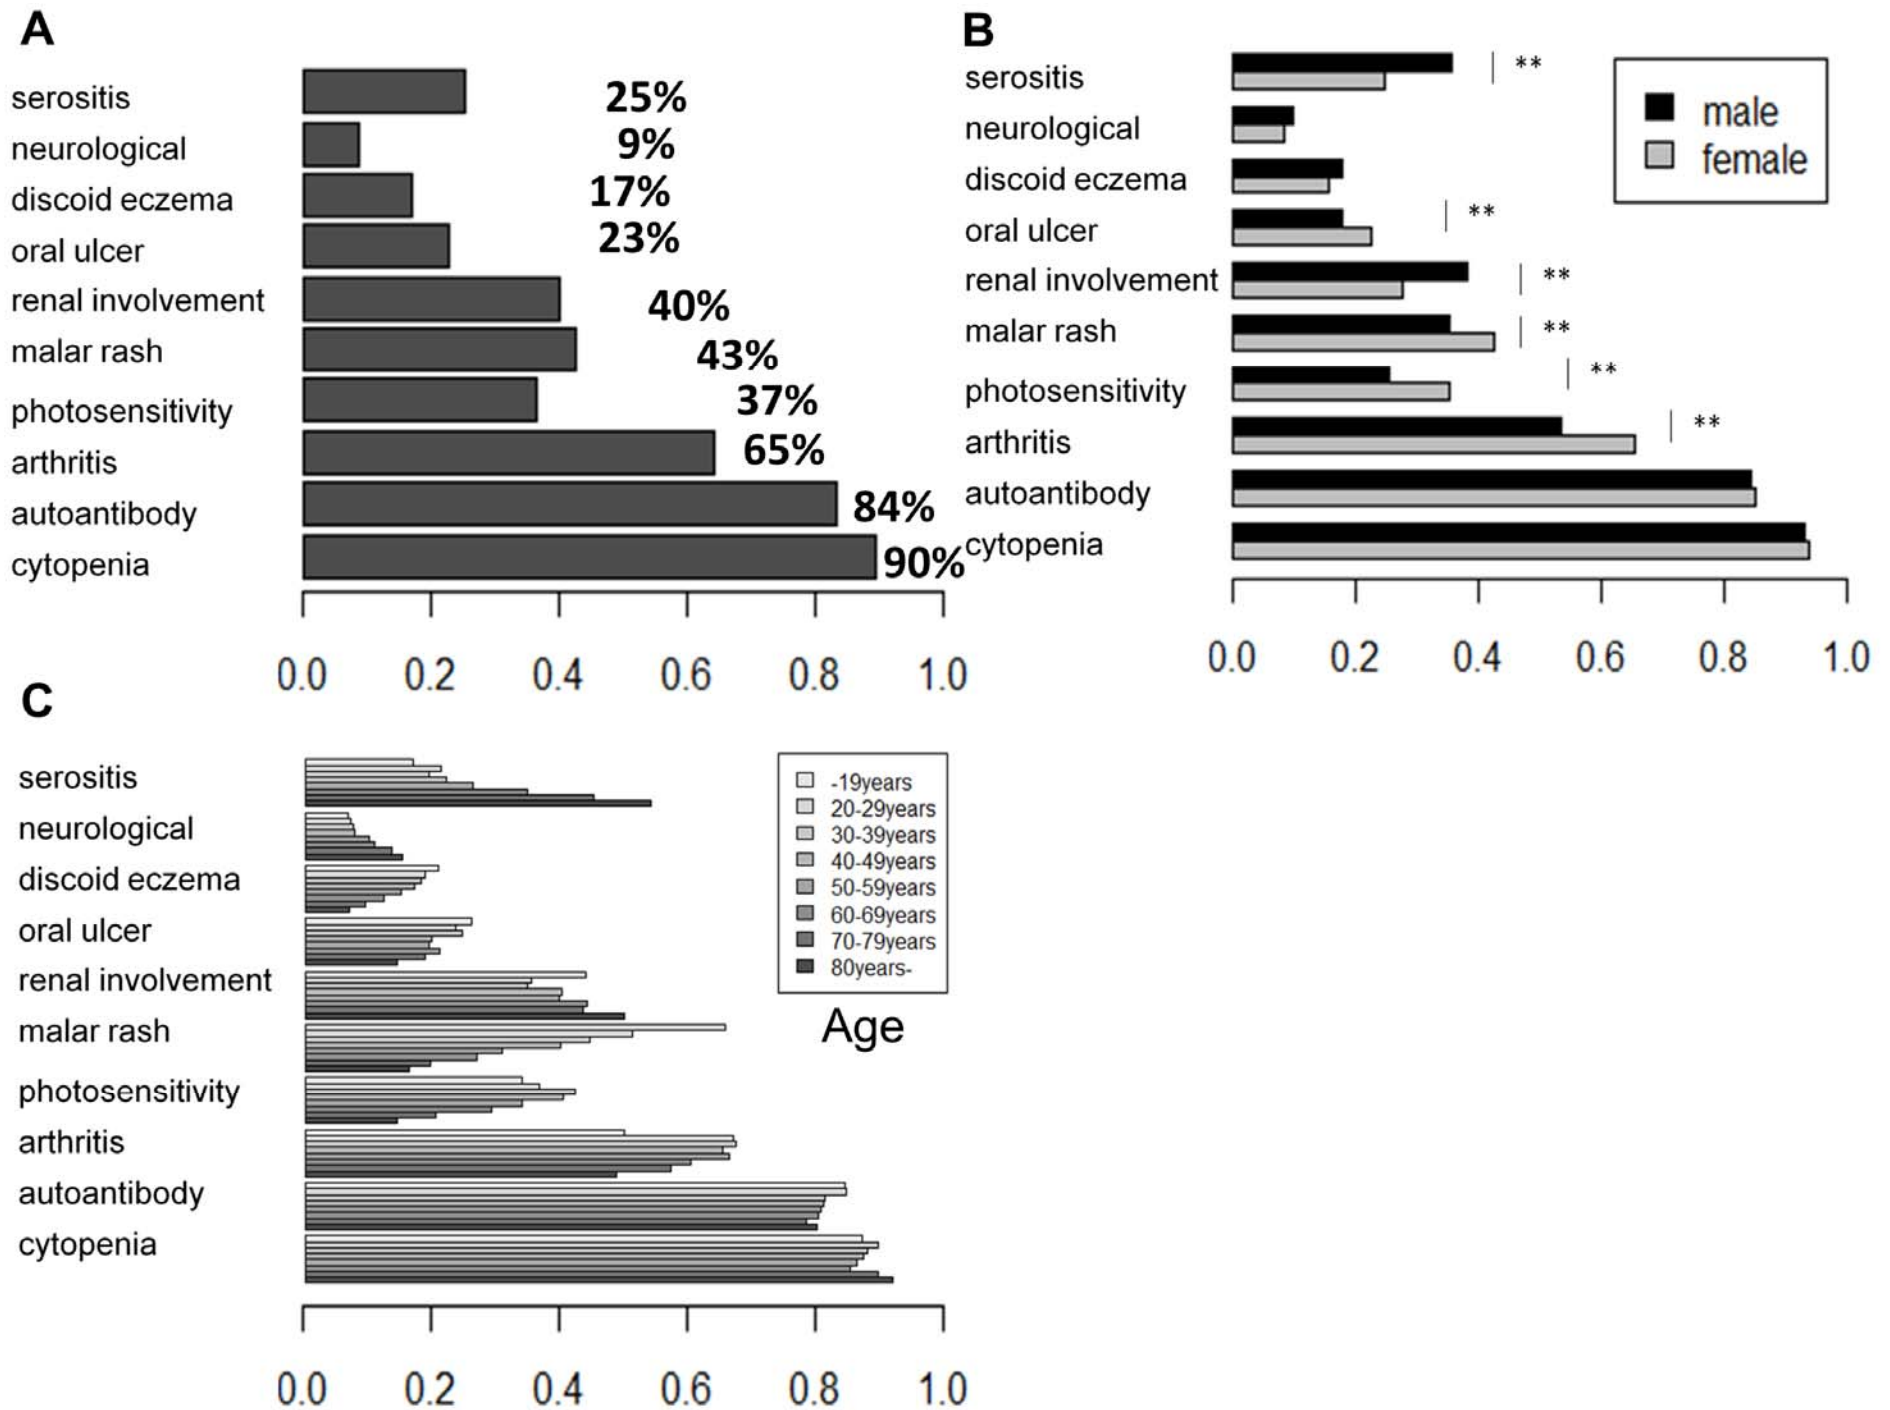 A
serositis 25%
neurological 9%
discoid eczema 17%
oral ulcer 23%
renal involvement 40%
malar rash 43%
photosensitivity 37%
arthritis 65%
autoantibody 84%
cytopenia 90%
0.0 0.2 0.4 0.6 0.8 1.0
B
serositis **
neurological
discoid eczema
oral ulcer **
renal involvement **
malar rash **
photosensitivity **
arthritis **
autoantibody
cytopenia
0.0 0.2 0.4 0.6 0.8 1.0
male
female
C
serositis
neurological
discoid eczema
oral ulcer
renal involvement
malar rash
photosensitivity
arthritis
autoantibody
cytopenia
0.0 0.2 0.4 0.6 0.8 1.0
-19years
20-29years
30-39years
40-49years
50-59years
60-69years
70-79years
80years-
Age